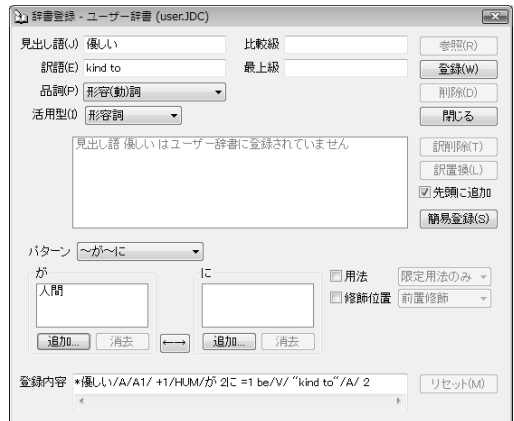 辞書登録 - ユーザー辞書 (user.JDC)
見出し語(J) 優しい 比較級 参照(R)
訳語(E) kind to 最上級 登録(W)
品詞(P) 形容(動)詞 削除(D)
活用型(I) 形容詞 閉じる
見出し語 優しい はユーザー辞書に登録されていません 訳削除(T)
訳置換(L)
先頭に追加
簡易登録(S)
パターン ~が~に
が に 用法 限定用法のみ
人間 修飾位置 前置修飾
追加... 消去 ←→ 追加... 消去
登録内容 *優しい/A/A1/ +1/HUM/が 2に =1 be/V/ “kind to“/A/ 2 リセット(M)